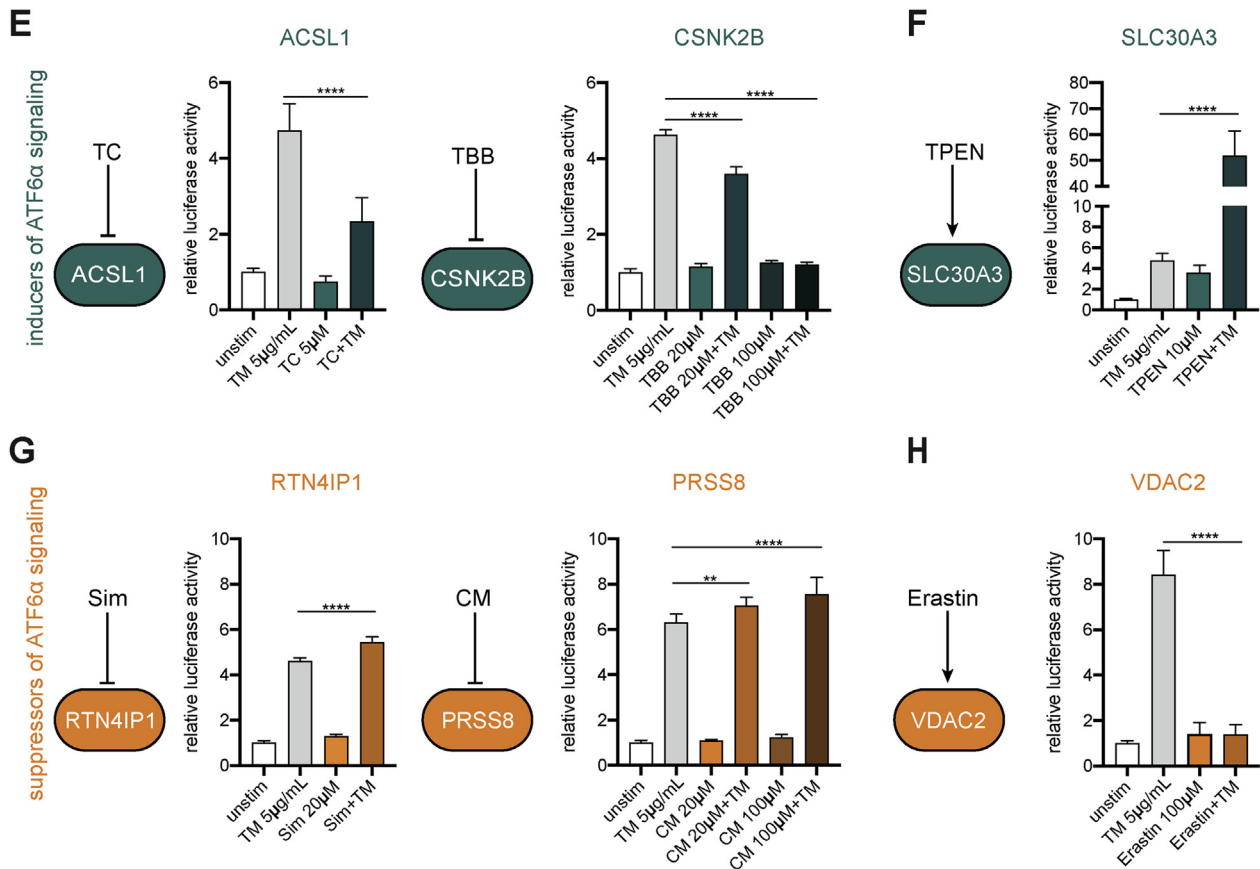 E
inducers of ATF6α signaling
TC
ACSL1
ACSL1
relative luciferase activity
6
4
2
0
****
unstim
TM 5µg/mL
TC 5µM
TC+TM
TBB
CSNK2B
CSNK2B
relative luciferase activity
6
4
2
0
****
****
unstim
TM 5µg/mL
TBB 20µM
TBB 20µM+TM
TBB 100µM
TBB 100µM+TM
F
TPEN
SLC30A3
SLC30A3
relative luciferase activity
80
70
60
50
40
10
8
6
4
2
0
****
unstim
TM 5µg/mL
TPEN 10µM
TPEN+TM
G
suppressors of ATF6α signaling
Sim
RTN4IP1
RTN4IP1
relative luciferase activity
10
8
6
4
2
0
****
unstim
TM 5µg/mL
Sim 20µM
Sim+TM
CM
PRSS8
PRSS8
relative luciferase activity
10
8
6
4
2
0
****
**
unstim
TM 5µg/mL
CM 20µM
CM 20µM+TM
CM 100µM
CM 100µM+TM
H
Erastin
VDAC2
VDAC2
relative luciferase activity
10
8
6
4
2
0
****
unstim
TM 5µg/mL
Erastin 100µM
Erastin+TM